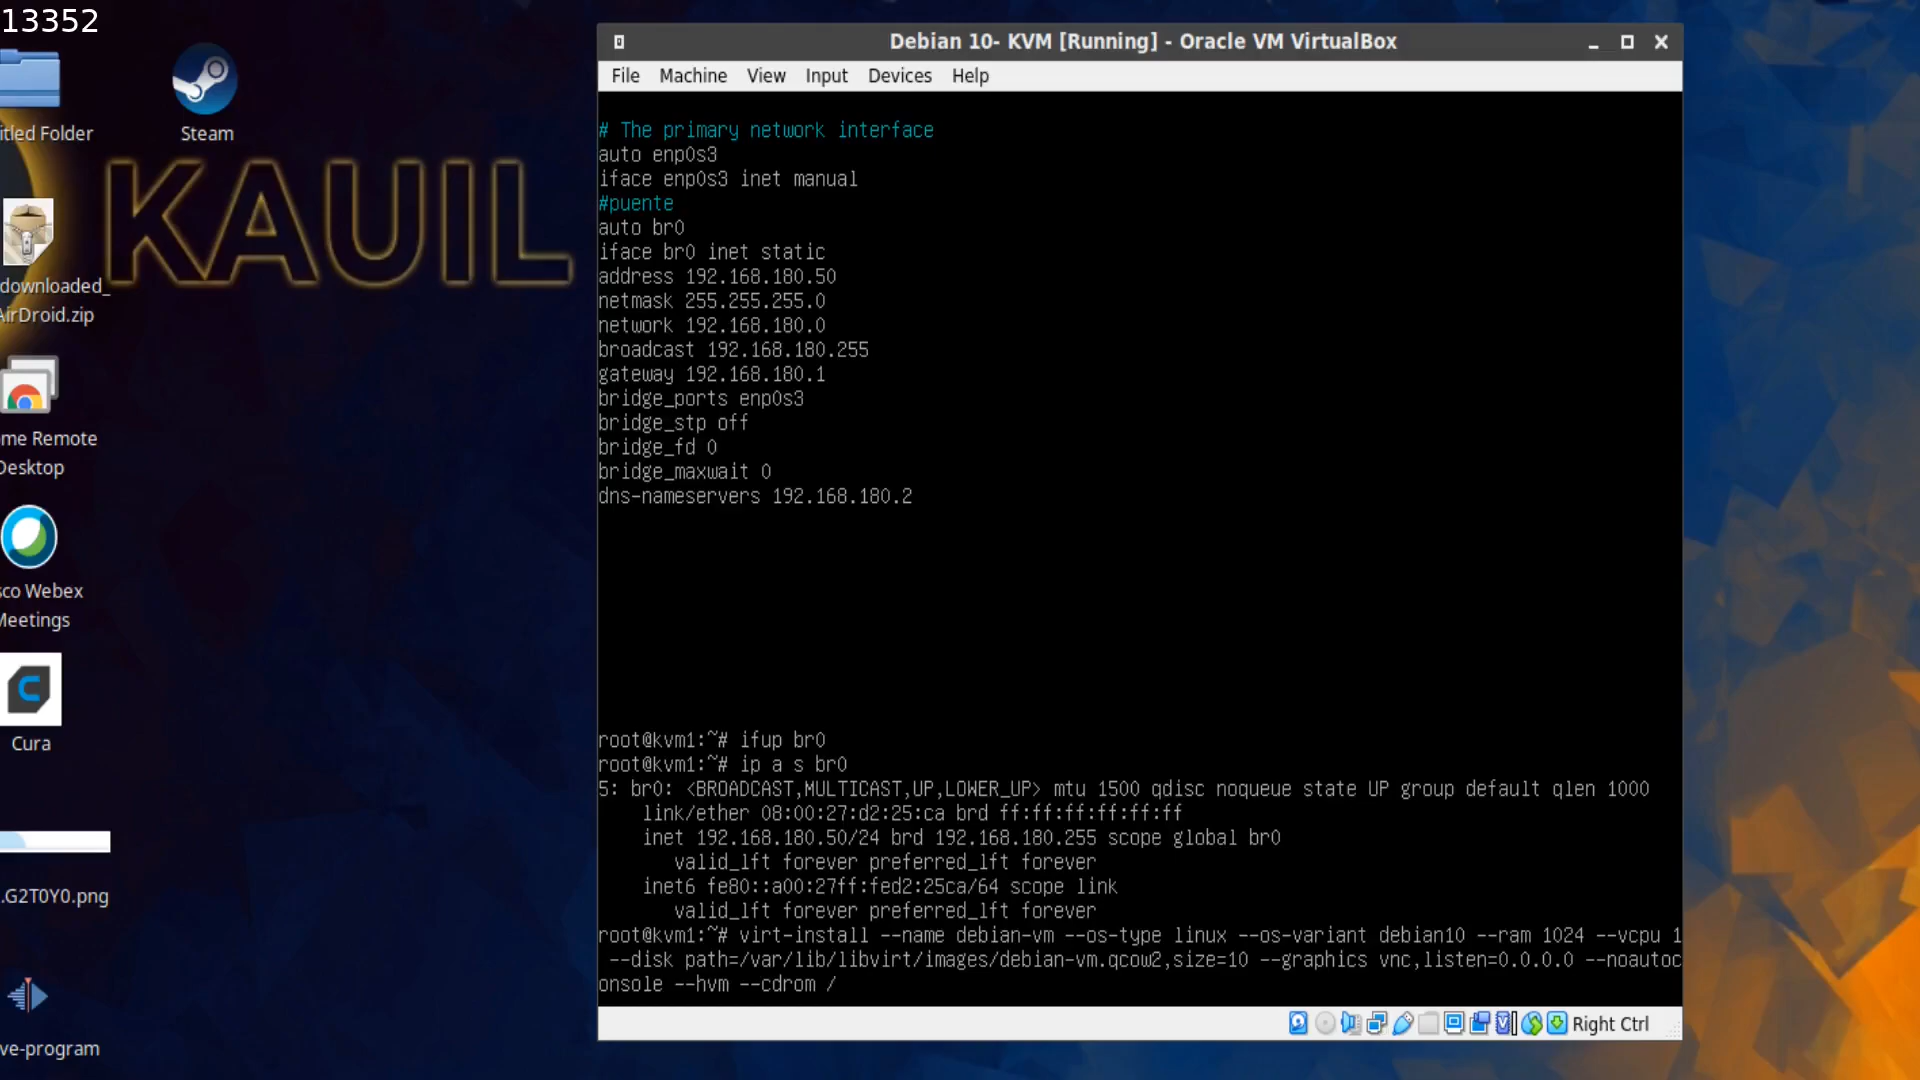 13352
itled Folder
Steam
KAUIL
downloaded_
AirDroid.zip
ome Remote
Desktop
sco Webex
Meetings
Cura
.G2T0Y0.png
ve-program
Debian 10- KVM [Running] - Oracle VM VirtualBox
File Machine View Input Devices Help
# The primary network interface
auto enp0s3
iface enp0s3 inet manual
#puente
auto br0
iface br0 inet static
address 192.168.180.50
netmask 255.255.255.0
network 192.168.180.0
broadcast 192.168.180.255
gateway 192.168.180.1
bridge_ports enp0s3
bridge_stp off
bridge_fd 0
bridge_maxwait 0
dns-nameservers 192.168.180.2
root@kvm1:~# ifup br0
root@kvm1:~# ip a s br0
5: br0: <BROADCAST,MULTICAST,UP,LOWER_UP> mtu 1500 qdisc noqueue state UP group default qlen 1000
link/ether 08:00:27:d2:25:ca brd ff:ff:ff:ff:ff:ff
inet 192.168.180.50/24 brd 192.168.180.255 scope global br0
valid_lft forever preferred_lft forever
inet6 fe80::a00:27ff:fed2:25ca/64 scope link
valid_lft forever preferred_lft forever
root@kvm1:~# virt-install --name debian-vm --os-type linux --os-variant debian10 --ram 1024 --vcpu 1
--disk path=/var/lib/libvirt/images/debian-vm.qcow2,size=10 --graphics vnc,listen=0.0.0.0 --noautoc
onsole --hvm --cdrom /
Right Ctrl